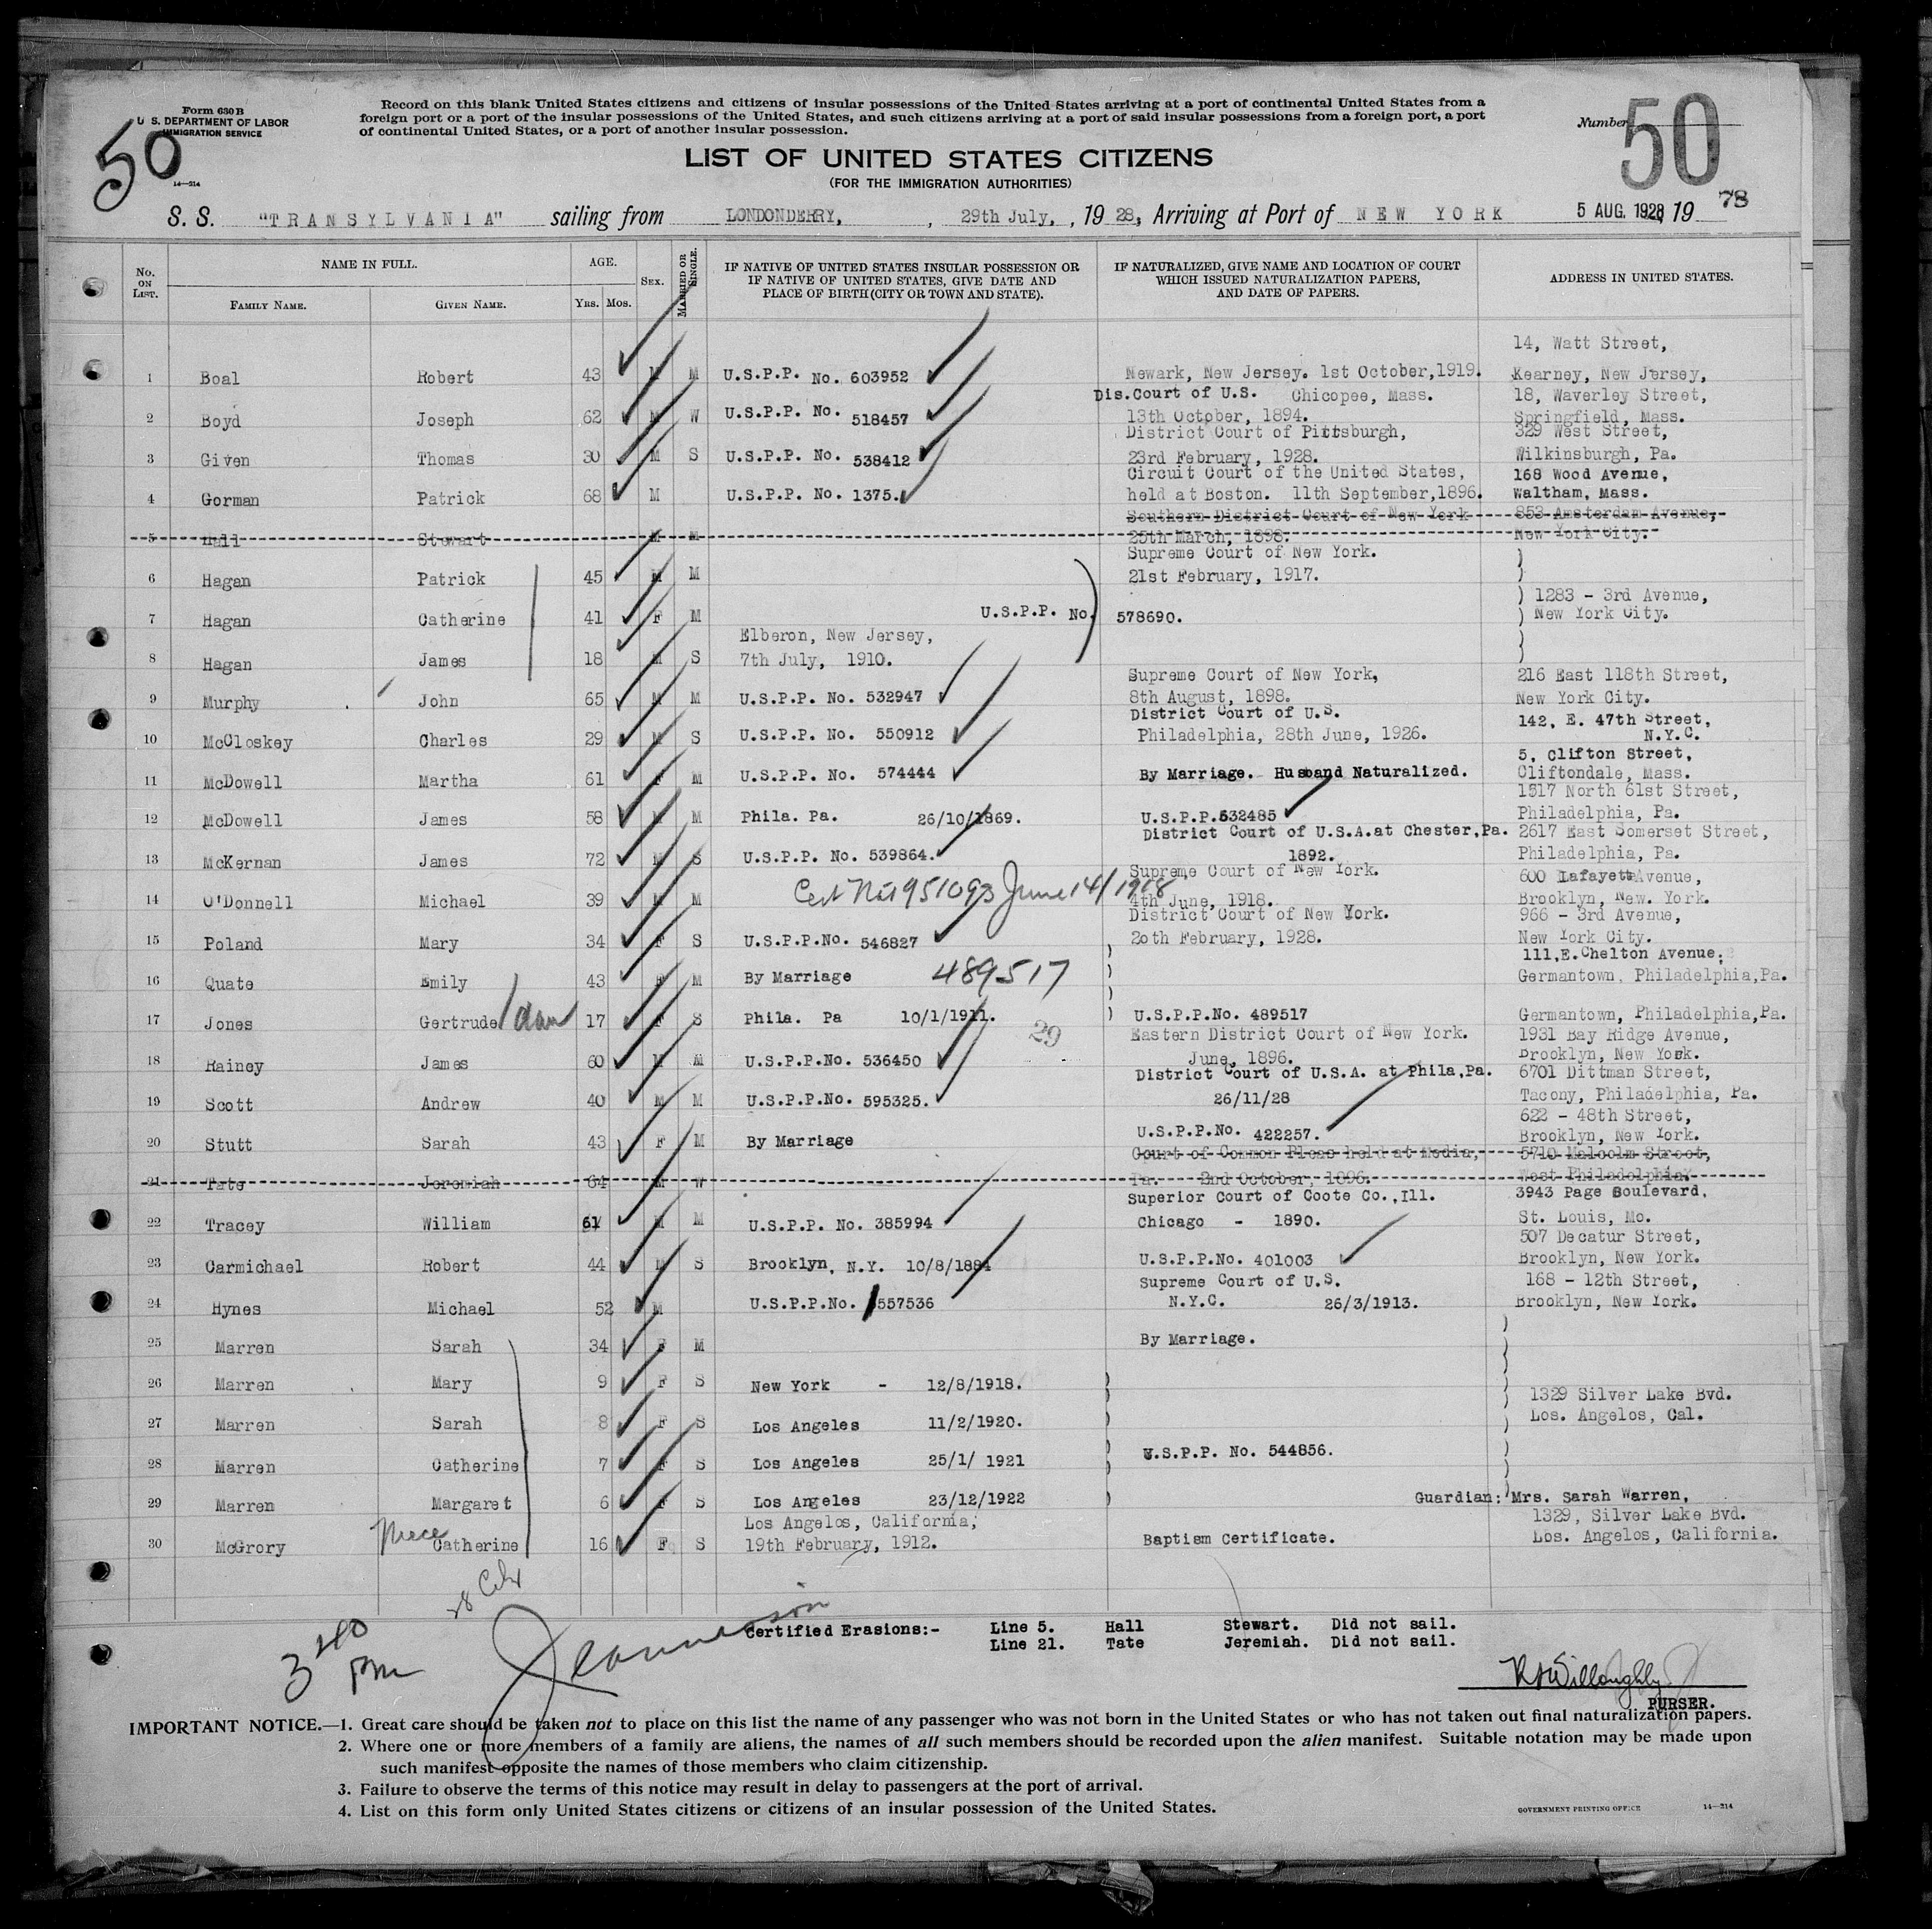 Form 630 B
U. S. DEPARTMENT OF LABOR
IMMIGRATION SERVICE
14—214
50
Record on this blank United States citizens and citizens of insular possessions of the United States arriving at a port of continental United States from a
foreign port or a port of the insular possessions of the United States, and such citizens arriving at a port of said insular possessions from a foreign port, a port
of continental United States, or a port of another insular possession.
Number 50
LIST OF UNITED STATES CITIZENS
(FOR THE IMMIGRATION AUTHORITIES)
78
S. S. "TRANSYLVANIA" sailing from LONDONDERRY, , 29th July, , 19 28, Arriving at Port of NEW YORK 5 AUG. 1928, 19
No. ON LIST. NAME IN FULL. AGE. SEX. MARRIED OR SINGLE. IF NATIVE OF UNITED STATES INSULAR POSSESSION OR IF NATIVE OF UNITED STATES, GIVE DATE AND PLACE OF BIRTH (CITY OR TOWN AND STATE). IF NATURALIZED, GIVE NAME AND LOCATION OF COURT WHICH ISSUED NATURALIZATION PAPERS, AND DATE OF PAPERS. ADDRESS IN UNITED STATES.
FAMILY NAME. GIVEN NAME. YRS. MOS.
14, Watt Street,
1 Boal Robert 43 M M U.S.P.P. No. 603952 Newark, New Jersey. 1st October,1919. Kearney, New Jersey,
Dis.Court of U.S. Chicopee, Mass. 18, Waverley Street,
2 Boyd Joseph 62 M W U.S.P.P. No. 518457 13th October, 1894. Springfield, Mass.
District Court of Pittsburgh, 329 West Street,
3 Given Thomas 30 M S U.S.P.P. No. 538412 23rd February, 1928. Wilkinsburgh, Pa.
Circuit Court of the United States, 168 Wood Avenue,
4 Gorman Patrick 68 M U.S.P.P. No. 1375. held at Boston. 11th September,1896. Waltham, Mass.
Southern District Court of New York 853 Amsterdam Avenue,
5 Hall Stewart M M 25th March, 1898. New York City.
Supreme Court of New York.
6 Hagan Patrick 45 M M 21st February, 1917.
1283 - 3rd Avenue,
7 Hagan Catherine 41 F M U.S.P.P. No. 578690. New York City.
Elberon, New Jersey,
8 Hagan James 18 M S 7th July, 1910.
Supreme Court of New York, 216 East 118th Street,
9 Murphy John 65 M M U.S.P.P. No. 532947 8th August, 1898. New York City.
District Court of U.S. 142, E. 47th Street,
10 McCloskey Charles 29 M S U.S.P.P. No. 550912 Philadelphia, 28th June, 1926. N.Y.C.
5, Clifton Street,
11 McDowell Martha 61 F M U.S.P.P. No. 574444 By Marriage. Husband Naturalized. Cliftondale, Mass.
1517 North 61st Street,
12 McDowell James 58 M M Phila. Pa. 26/10/1869. U.S.P.P.532485 Philadelphia, Pa.
District Court of U.S.A.at Chester,Pa. 2617 East Somerset Street,
13 McKernan James 72 M S U.S.P.P. No. 539864. 1892. Philadelphia, Pa.
Supreme Court of New York. 600 Lafayette Avenue,
Cert No 1951093 June 14/1918
14 O'Donnell Michael 39 M M 4th June, 1918. Brooklyn, New. York.
District Court of New York. 966 - 3rd Avenue,
15 Poland Mary 34 F S U.S.P.P.No. 546827 20th February, 1928. New York City.
111,E.Chelton Avenue,
16 Quate Emily 43 F M By Marriage 489517 Germantown, Philadelphia,Pa.
17 Jones Gertrude dau 17 F S Phila. Pa 10/1/1911. U.S.P.P.No. 489517 Germantown, Philadelphia,Pa.
29 Eastern District Court of New York. 1931 Bay Ridge Avenue,
18 Rainey James 60 M M U.S.P.P.No. 536450 June, 1896. Brooklyn, New York.
District Court of U.S.A. at Phila,Pa. 6701 Dittman Street,
19 Scott Andrew 40 M M U.S.P.P.No. 595325. 26/11/28 Tacony, Philadelphia, Pa.
622 - 48th Street,
20 Stutt Sarah 43 F M By Marriage U.S.P.P.No. 422257. Brooklyn, New York.
Court of Common Pleas held at Media, 5710 Malcolm Street,
21 Tate Jeremiah 64 M W Pa. 2nd October, 1896. West Philadelphia.
Superior Court of Coote Co.,Ill. 3943 Page Boulevard,
22 Tracey William 61 M M U.S.P.P. No. 385994 Chicago - 1890. St. Louis, Mo.
507 Decatur Street,
23 Carmichael Robert 44 M S Brooklyn, N.Y. 10/8/1884 U.S.P.P.No. 401003 Brooklyn, New York.
Supreme Court of U.S. 168 - 12th Street,
24 Hynes Michael 52 M U.S.P.P.No. 557536 N.Y.C. 26/3/1913. Brooklyn, New York.
25 Marren Sarah 34 F M By Marriage.
26 Marren Mary 9 F S New York - 12/8/1918. 1329 Silver Lake Bvd.
27 Marren Sarah 8 F S Los Angeles 11/2/1920. Los. Angelos, Cal.
28 Marren Catherine 7 F S Los Angeles 25/1/ 1921 U.S.P.P. No. 544856.
29 Marren Margaret 6 F S Los Angeles 23/12/1922 Guardian: Mrs. Sarah Warren,
Los Angelos, California, 1329, Silver Lake Bvd.
30 McGrory Niece Catherine 16 F S 19th February, 1912. Baptism Certificate. Los. Angelos, California.
Certified Erasions:- Line 5. Hall Stewart. Did not sail.
Line 21. Tate Jeremiah. Did not sail.
3 40 pm
RHWilloughby
PURSER.
IMPORTANT NOTICE.—1. Great care should be taken not to place on this list the name of any passenger who was not born in the United States or who has not taken out final naturalization papers.
2. Where one or more members of a family are aliens, the names of all such members should be recorded upon the alien manifest. Suitable notation may be made upon
such manifest opposite the names of those members who claim citizenship.
3. Failure to observe the terms of this notice may result in delay to passengers at the port of arrival.
4. List on this form only United States citizens or citizens of an insular possession of the United States.
GOVERNMENT PRINTING OFFICE 14—214